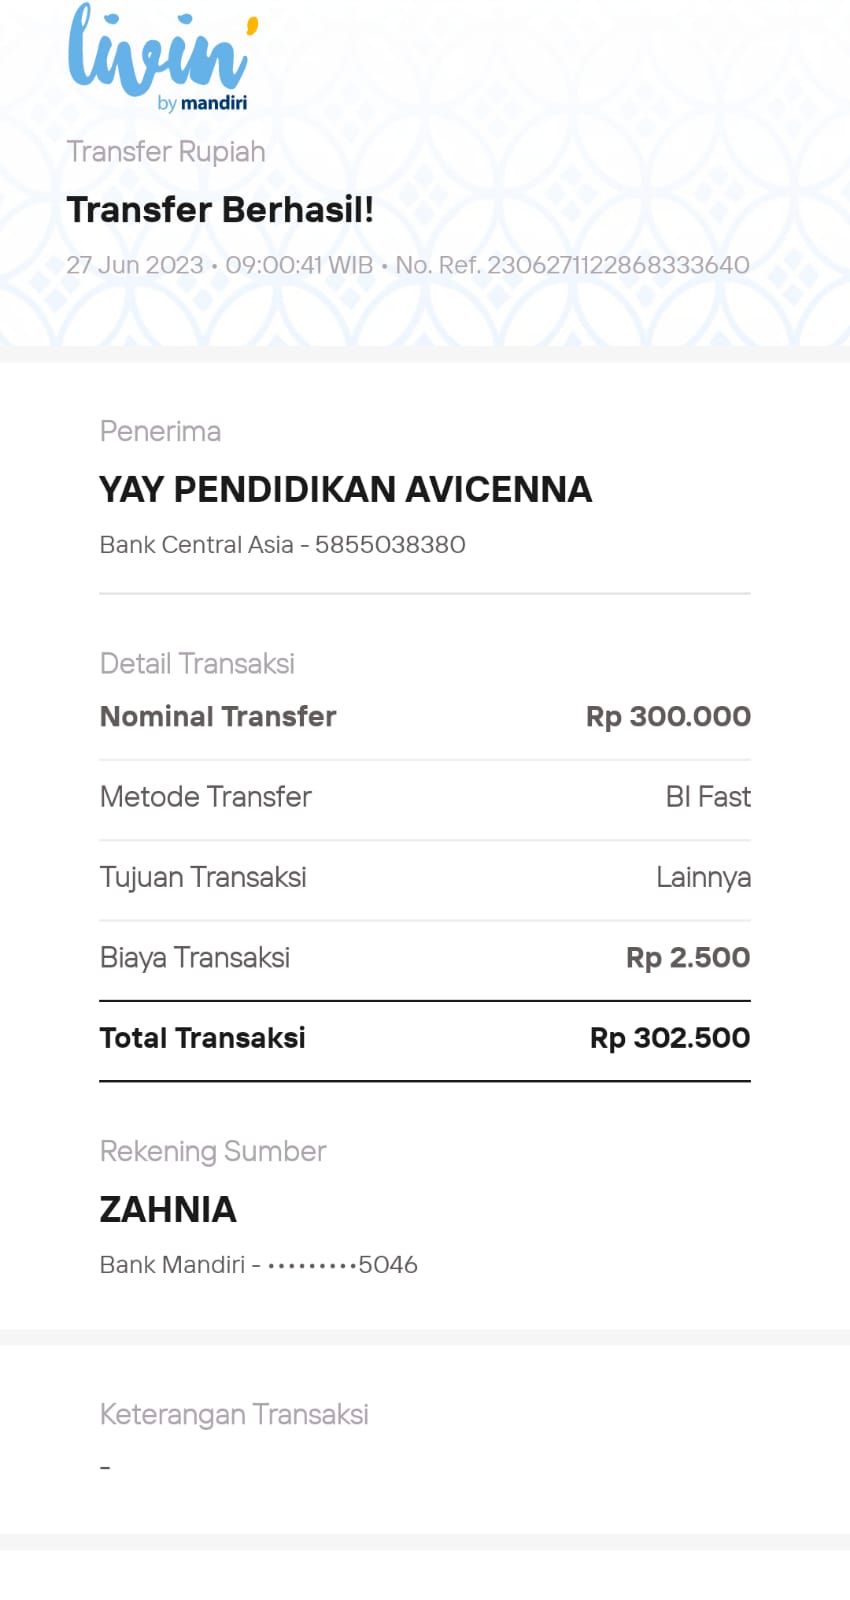 livin'
by mandiri
Transfer Rupiah
Transfer Berhasil!
27 Jun 2023 • 09:00:41 WIB • No. Ref. 2306271122868333640
Penerima
YAY PENDIDIKAN AVICENNA
Bank Central Asia - 5855038380
Detail Transaksi
Nominal Transfer Rp 300.000
Metode Transfer BI Fast
Tujuan Transaksi Lainnya
Biaya Transaksi Rp 2.500
Total Transaksi Rp 302.500
Rekening Sumber
ZAHNIA
Bank Mandiri - •••••••••5046
Keterangan Transaksi
-